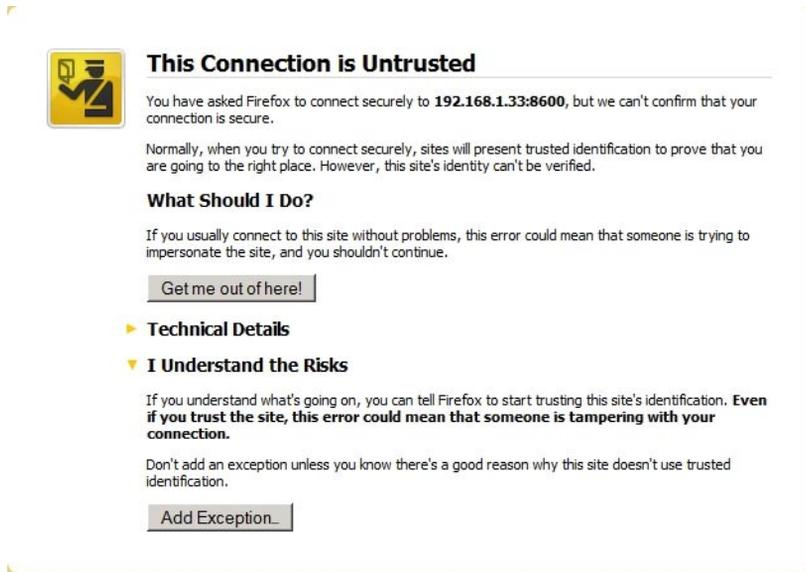 This Connection is Untrusted
You have asked Firefox to connect securely to 192.168.1.33:8600, but we can't confirm that your
connection is secure.
Normally, when you try to connect securely, sites will present trusted identification to prove that you
are going to the right place. However, this site's identity can't be verified.
What Should I Do?
If you usually connect to this site without problems, this error could mean that someone is trying to
impersonate the site, and you shouldn't continue.
Get me out of here!
Technical Details
I Understand the Risks
If you understand what's going on, you can tell Firefox to start trusting this site's identification. Even
if you trust the site, this error could mean that someone is tampering with your
connection.
Don't add an exception unless you know there's a good reason why this site doesn't use trusted
identification.
Add Exception...